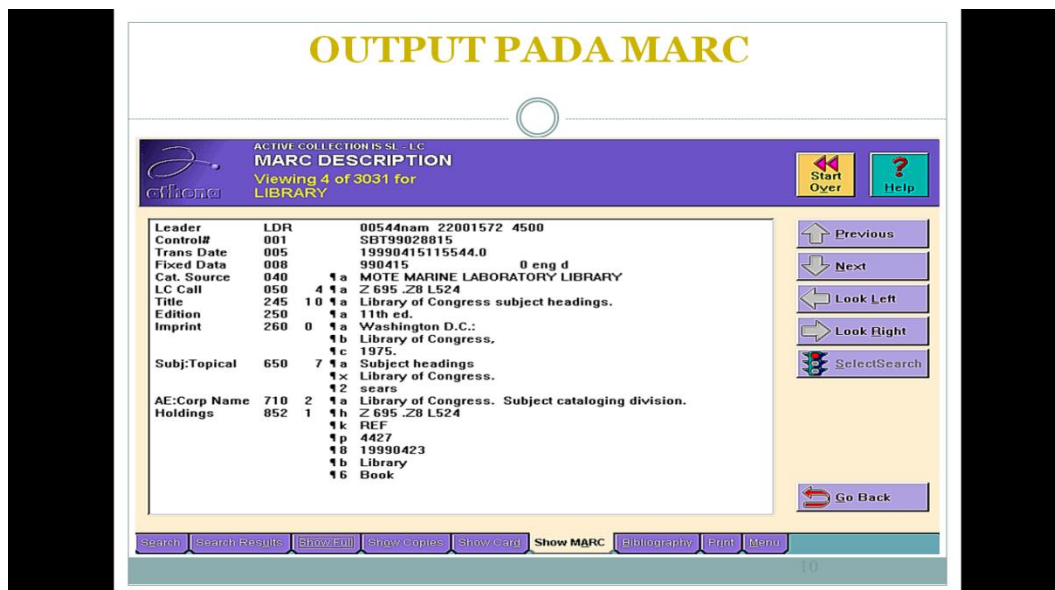 OUTPUT PADA MARC
ACTIVE COLLECTION IS SL - LC
MARC DESCRIPTION
Viewing 4 of 3031 for
LIBRARY
athena
Start Over
? Help
Leader LDR 00544nam 22001572 4500
Control# 001 SBT99028815
Trans Date 005 19990415115544.0
Fixed Data 008 990415 0 eng d
Cat. Source 040 ¶a MOTE MARINE LABORATORY LIBRARY
LC Call 050 4 ¶a Z 695 .Z8 L524
Title 245 10 ¶a Library of Congress subject headings.
Edition 250 ¶a 11th ed.
Imprint 260 0 ¶a Washington D.C.:
¶b Library of Congress,
¶c 1975.
Subj:Topical 650 7 ¶a Subject headings
¶x Library of Congress.
¶2 sears
AE:Corp Name 710 2 ¶a Library of Congress. Subject cataloging division.
Holdings 852 1 ¶h Z 695 .Z8 L524
¶k REF
¶p 4427
¶8 19990423
¶b Library
¶6 Book
Previous
Next
Look Left
Look Right
SelectSearch
Go Back
Search Search Results Show Full Show Copies Show Card Show MARC Bibliography Print Menu
10